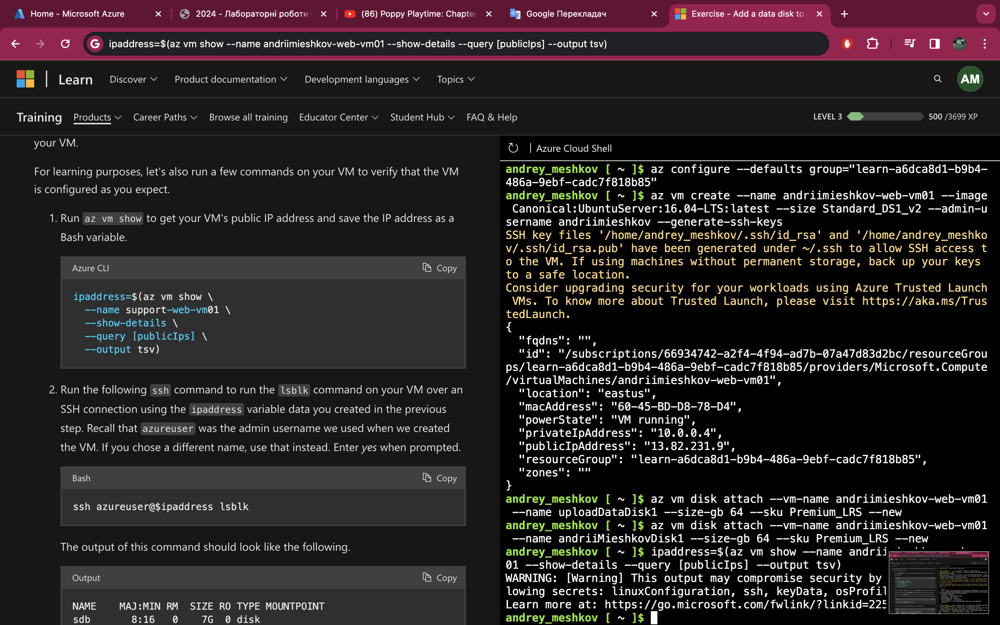 Home - Microsoft Azure
2024 - Лабораторні роботи
(86) Poppy Playtime: Chapter
Google Перекладач
Exercise - Add a data disk to
ipaddress=$(az vm show --name andriimieshkov-web-vm01 --show-details --query [publicIps] --output tsv)
Learn Discover Product documentation Development languages Topics AM
Training Products Career Paths Browse all training Educator Center Student Hub FAQ & Help LEVEL 3 500 /3699 XP
your VM.
For learning purposes, let's also run a few commands on your VM to verify that the VM
is configured as you expect.
1. Run az vm show to get your VM's public IP address and save the IP address as a
Bash variable.
Azure CLI Copy
ipaddress=$(az vm show \
--name support-web-vm01 \
--show-details \
--query [publicIps] \
--output tsv)
2. Run the following ssh command to run the lsblk command on your VM over an
SSH connection using the ipaddress variable data you created in the previous
step. Recall that azureuser was the admin username we used when we created
the VM. If you chose a different name, use that instead. Enter yes when prompted.
Bash Copy
ssh azureuser@$ipaddress lsblk
The output of this command should look like the following.
Output Copy
NAME MAJ:MIN RM SIZE RO TYPE MOUNTPOINT
sdb 8:16 0 7G 0 disk
Azure Cloud Shell
andrey_meshkov [ ~ ]$ az configure --defaults group="learn-a6dca8d1-b9b4-
486a-9ebf-cadc7f818b85"
andrey_meshkov [ ~ ]$ az vm create --name andriimieshkov-web-vm01 --image
Canonical:UbuntuServer:16.04-LTS:latest --size Standard_DS1_v2 --admin-u
sername andriimieshkov --generate-ssh-keys
SSH key files '/home/andrey_meshkov/.ssh/id_rsa' and '/home/andrey_meshko
v/.ssh/id_rsa.pub' have been generated under ~/.ssh to allow SSH access t
o the VM. If using machines without permanent storage, back up your keys
to a safe location.
Consider upgrading security for your workloads using Azure Trusted Launch
VMs. To know more about Trusted Launch, please visit https://aka.ms/Trus
tedLaunch.
{
"fqdns": "",
"id": "/subscriptions/66934742-a2f4-4f94-ad7b-07a47d83d2bc/resourceGrou
ps/learn-a6dca8d1-b9b4-486a-9ebf-cadc7f818b85/providers/Microsoft.Compute
/virtualMachines/andriimieshkov-web-vm01",
"location": "eastus",
"macAddress": "60-45-BD-D8-78-D4",
"powerState": "VM running",
"privateIpAddress": "10.0.0.4",
"publicIpAddress": "13.82.231.9",
"resourceGroup": "learn-a6dca8d1-b9b4-486a-9ebf-cadc7f818b85",
"zones": ""
}
andrey_meshkov [ ~ ]$ az vm disk attach --vm-name andriimieshkov-web-vm01
--name uploadDataDisk1 --size-gb 64 --sku Premium_LRS --new
andrey_meshkov [ ~ ]$ az vm disk attach --vm-name andriimieshkov-web-vm01
--name andriiMieshkovDisk1 --size-gb 64 --sku Premium_LRS --new
andrey_meshkov [ ~ ]$ ipaddress=$(az vm show --name andrii
01 --show-details --query [publicIps] --output tsv)
WARNING: [Warning] This output may compromise security by
lowing secrets: linuxConfiguration, ssh, keyData, osProfil
Learn more at: https://go.microsoft.com/fwlink/?linkid=225
andrey_meshkov [ ~ ]$